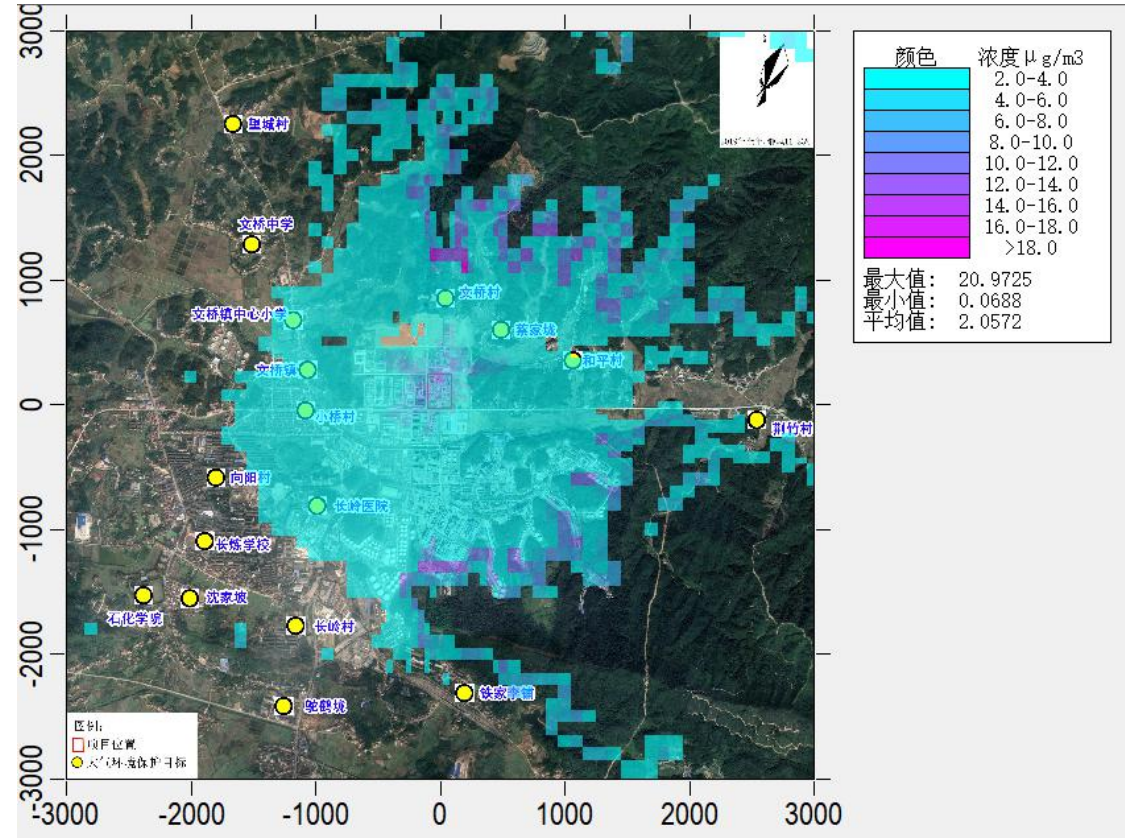 3000
2000
1000
0
-1000
-2000
-3000
-3000
-2000
-1000
0
1000
2000
3000
望城村
文桥中学
文桥村
文桥镇中心小学
蔡家垅
和平村
文桥镇
小桥村
荆竹村
向阳村
长岭医院
长炼学校
沈家坡
石化学院
长岭村
铁家李铺
鸵鹤垅
图例:
项目位置
大气环境保护目标
颜色 浓度μg/m3
2.0-4.0
4.0-6.0
6.0-8.0
8.0-10.0
10.0-12.0
12.0-14.0
14.0-16.0
16.0-18.0
>18.0
最大值: 20.9725
最小值: 0.0688
平均值: 2.0572